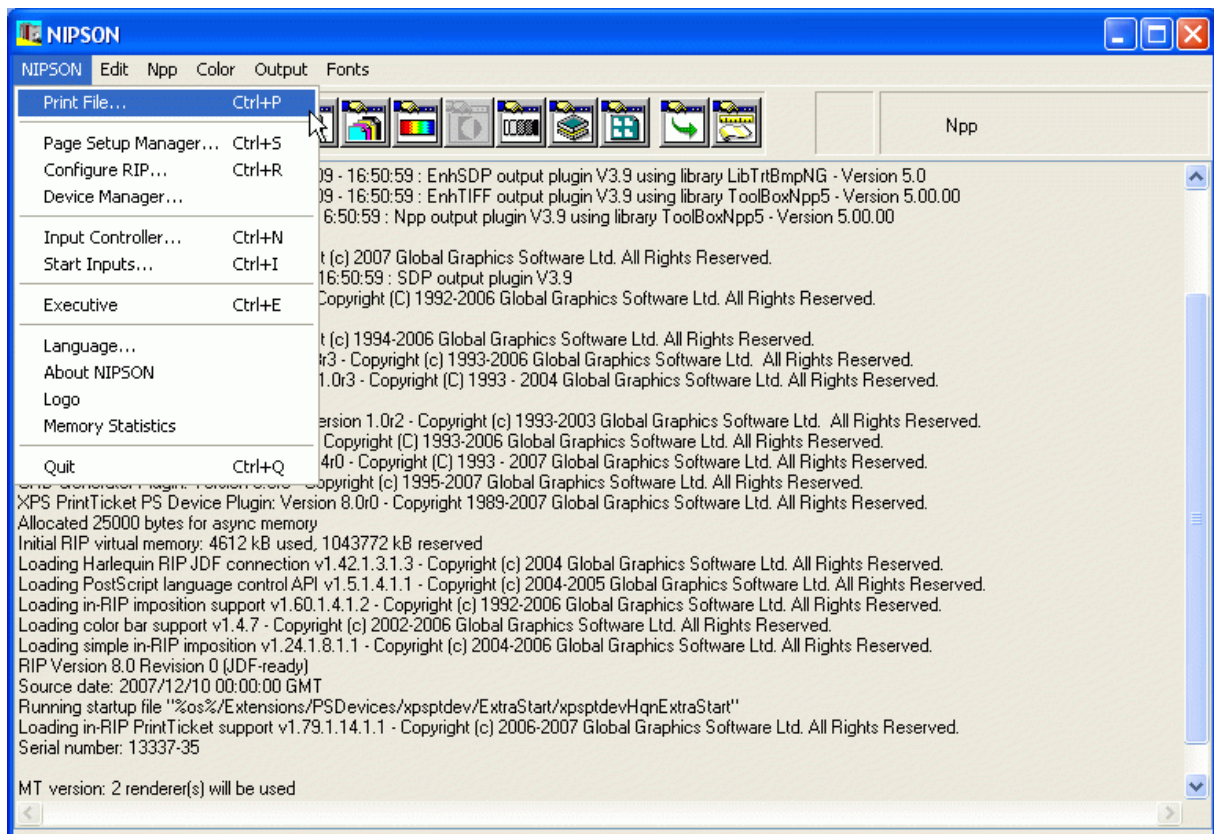 NIPSON
NIPSON Edit Npp Color Output Fonts
Print File... Ctrl+P
Page Setup Manager... Ctrl+S
Configure RIP... Ctrl+R
Device Manager...
Input Controller... Ctrl+N
Start Inputs... Ctrl+I
Executive Ctrl+E
Language...
About NIPSON
Logo
Memory Statistics
Quit Ctrl+Q
Npp
09 - 16:50:59 : EnhSDP output plugin V3.9 using library LibTrtBmpNG - Version 5.0
09 - 16:50:59 : EnhTIFF output plugin V3.9 using library ToolBoxNpp5 - Version 5.00.00
6:50:59 : Npp output plugin V3.9 using library ToolBoxNpp5 - Version 5.00.00
t (c) 2007 Global Graphics Software Ltd. All Rights Reserved.
16:50:59 : SDP output plugin V3.9
Copyright (C) 1992-2006 Global Graphics Software Ltd. All Rights Reserved.
t (c) 1994-2006 Global Graphics Software Ltd. All Rights Reserved.
r3 - Copyright (c) 1993-2006 Global Graphics Software Ltd. All Rights Reserved.
1.0r3 - Copyright (C) 1993 - 2004 Global Graphics Software Ltd. All Rights Reserved.
ersion 1.0r2 - Copyright (c) 1993-2003 Global Graphics Software Ltd. All Rights Reserved.
Copyright (C) 1993-2006 Global Graphics Software Ltd. All Rights Reserved.
4r0 - Copyright (C) 1993 - 2007 Global Graphics Software Ltd. All Rights Reserved.
Copyright (c) 1995-2007 Global Graphics Software Ltd. All Rights Reserved.
XPS PrintTicket PS Device Plugin: Version 8.0r0 - Copyright 1989-2007 Global Graphics Software Ltd. All Rights Reserved.
Allocated 25000 bytes for async memory
Initial RIP virtual memory: 4612 kB used, 1043772 kB reserved
Loading Harlequin RIP JDF connection v1.42.1.3.1.3 - Copyright (c) 2004 Global Graphics Software Ltd. All Rights Reserved.
Loading PostScript language control API v1.5.1.4.1.1 - Copyright (c) 2004-2005 Global Graphics Software Ltd. All Rights Reserved.
Loading in-RIP imposition support v1.60.1.4.1.2 - Copyright (c) 1992-2006 Global Graphics Software Ltd. All Rights Reserved.
Loading color bar support v1.4.7 - Copyright (c) 2002-2006 Global Graphics Software Ltd. All Rights Reserved.
Loading simple in-RIP imposition v1.24.1.8.1.1 - Copyright (c) 2004-2006 Global Graphics Software Ltd. All Rights Reserved.
RIP Version 8.0 Revision 0 (JDF-ready)
Source date: 2007/12/10 00:00:00 GMT
Running startup file "%os%/Extensions/PSDevices/xpsptdev/ExtraStart/xpsptdevHqnExtraStart"
Loading in-RIP PrintTicket support v1.79.1.14.1.1 - Copyright (c) 2006-2007 Global Graphics Software Ltd. All Rights Reserved.
Serial number: 13337-35
MT version: 2 renderer(s) will be used